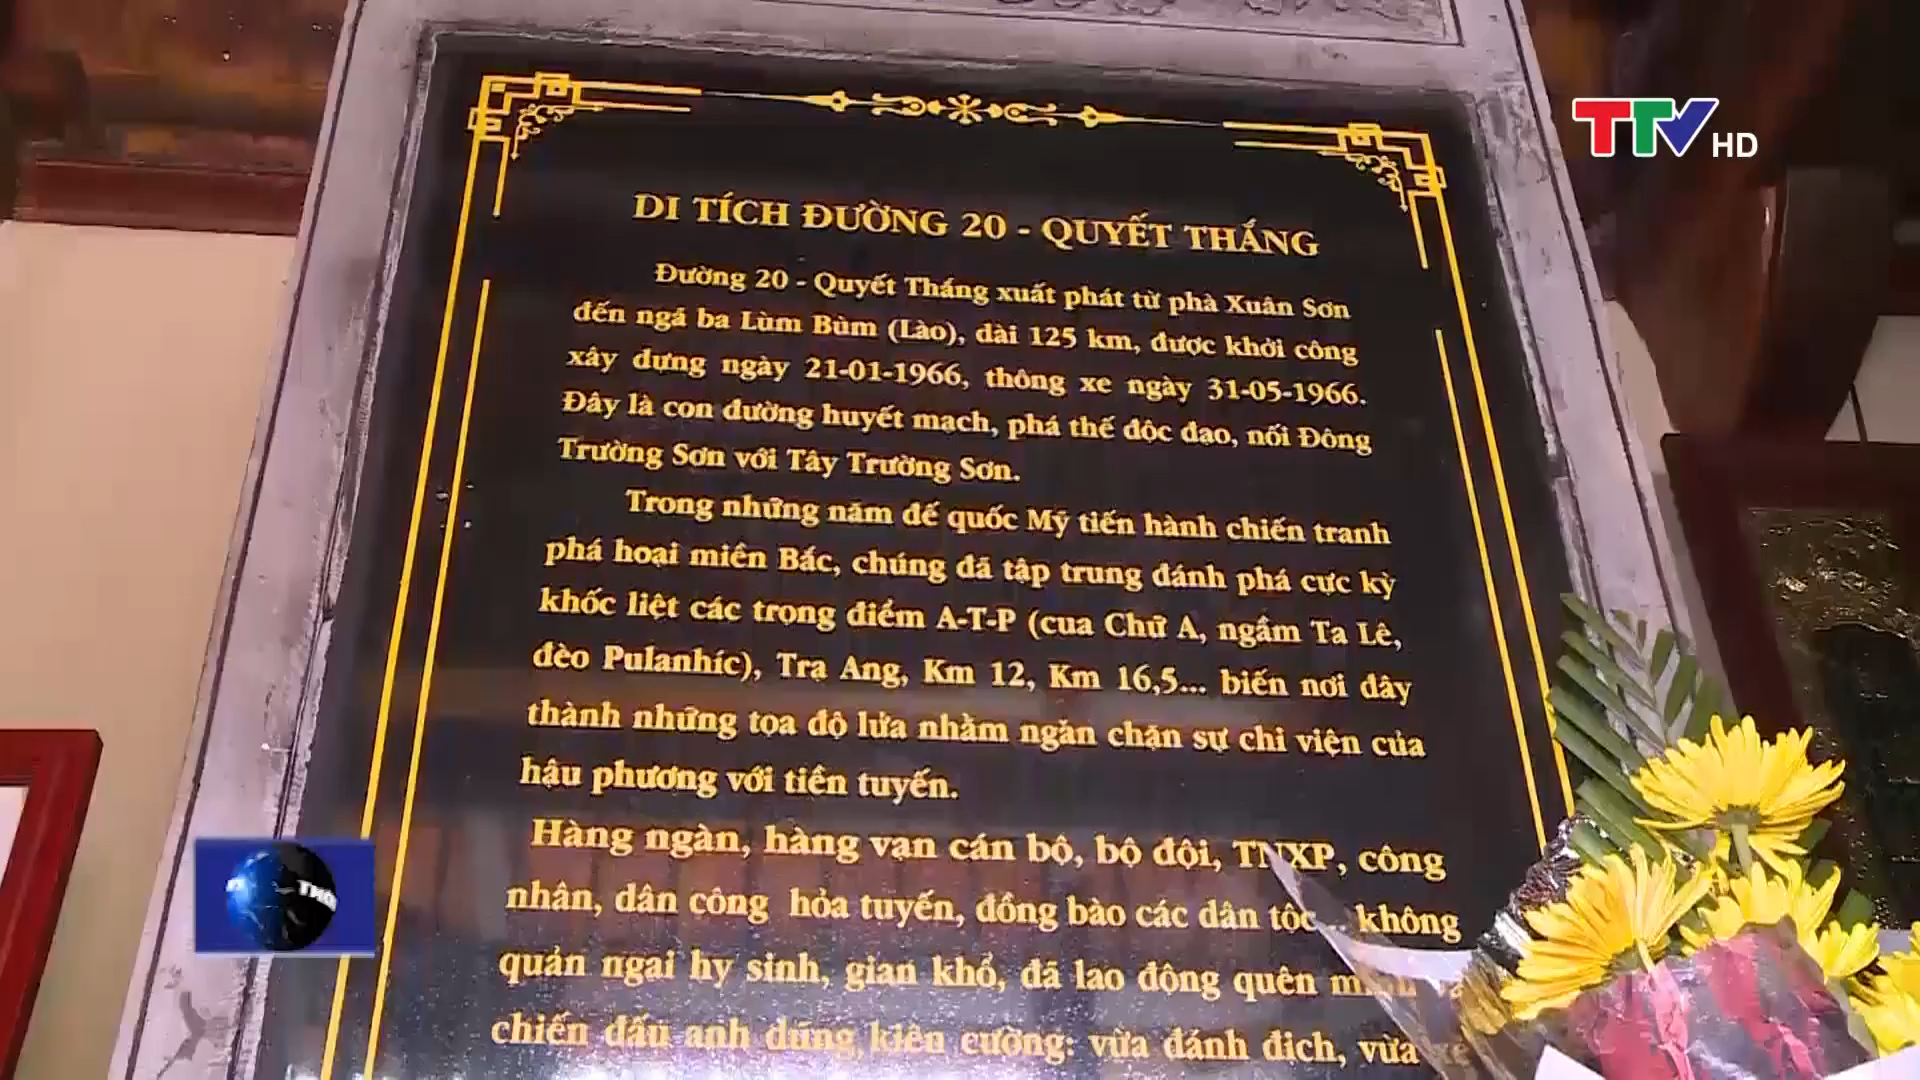 TTV HD
DI TÍCH ĐƯỜNG 20 - QUYẾT THẮNG
Đường 20 - Quyết Thắng xuất phát từ phà Xuân Sơn
đến ngã ba Lùm Bùm (Lào), dài 125 km, được khởi công
xây dựng ngày 21-01-1966, thông xe ngày 31-05-1966.
Đây là con đường huyết mạch, phá thế độc đạo, nối Đông
Trường Sơn với Tây Trường Sơn.
Trong những năm đế quốc Mỹ tiến hành chiến tranh
phá hoại miền Bắc, chúng đã tập trung đánh phá cực kỳ
khốc liệt các trọng điểm A-T-P (cua Chữ A, ngầm Ta Lê,
đèo Pulanhíc), Trạ Ang, Km 12, Km 16,5... biến nơi đây
thành những tọa độ lửa nhằm ngăn chặn sự chi viện của
hậu phương với tiền tuyến.
Hàng ngàn, hàng vạn cán bộ, bộ đội, TNXP, công
nhân, dân công hỏa tuyến, đồng bào các dân tộc... không
quản ngại hy sinh, gian khổ, đã lao động quên
chiến đấu anh dũng, kiên cường: vừa đánh địch, vừa